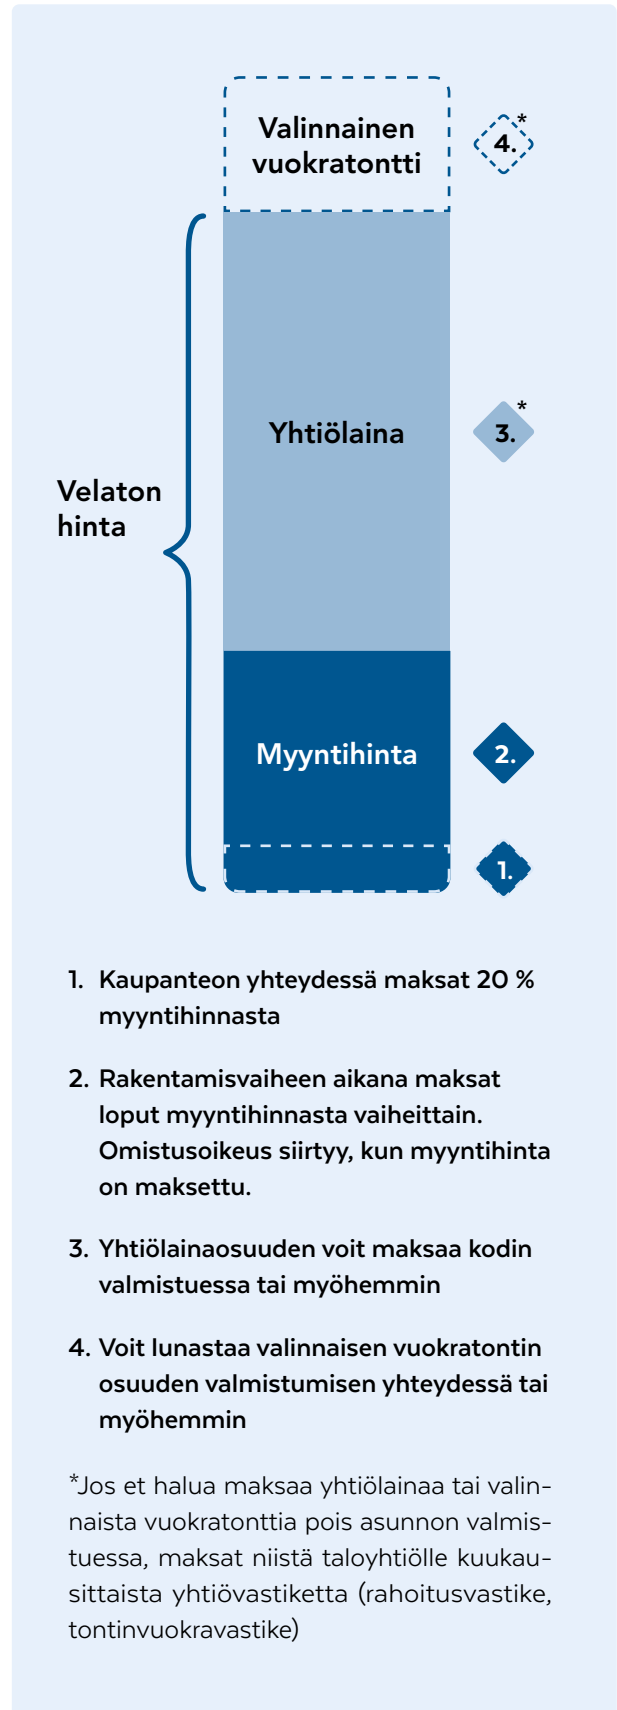 Valinnainen
vuokratontti
4.*
Yhtiölaina
3.*
Velaton
hinta
Myyntihinta
2.
1.
1. Kaupanteon yhteydessä maksat 20 %
myyntihinnasta
2. Rakentamisvaiheen aikana maksat
loput myyntihinnasta vaiheittain.
Omistusoikeus siirtyy, kun myyntihinta
on maksettu.
3. Yhtiölainaosuuden voit maksaa kodin
valmistuessa tai myöhemmin
4. Voit lunastaa valinnaisen vuokratontin
osuuden valmistumisen yhteydessä tai
myöhemmin
*Jos et halua maksaa yhtiölainaa tai valin-
naista vuokratonttia pois asunnon valmis-
tuessa, maksat niistä taloyhtiölle kuukau-
sittaista yhtiövastiketta (rahoitusvastike,
tontinvuokravastike)